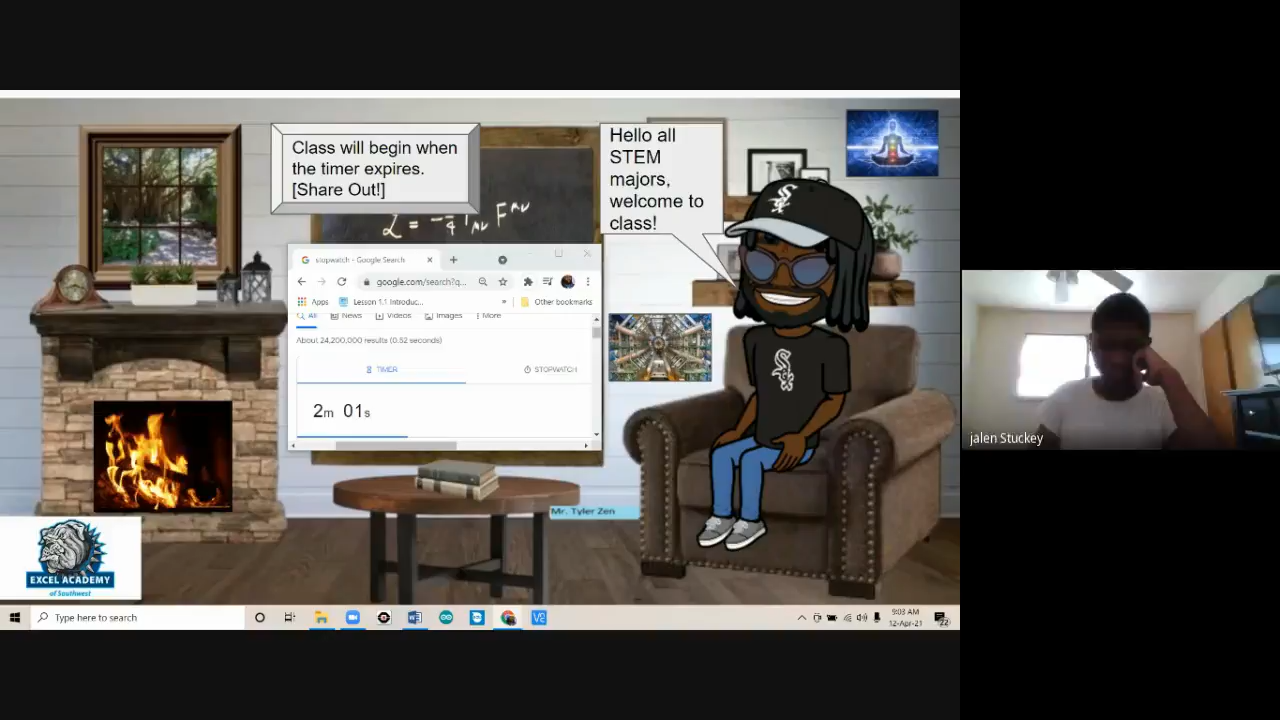 Class will begin when
the timer expires.
[Share Out!]
Hello all
STEM
majors,
welcome to
class!
stopwatch - Google Search
google.com/search?q...
Apps
Lesson 1.1 Introduc...
»
Other bookmarks
All
News
Videos
Images
More
About 24,200,000 results (0.52 seconds)
TIMER
STOPWATCH
2m 01s
Mr. Tyler Zen
EXCEL ACADEMY
of Southwest
jalen Stuckey
Type here to search
9:03 AM
12-Apr-21
22